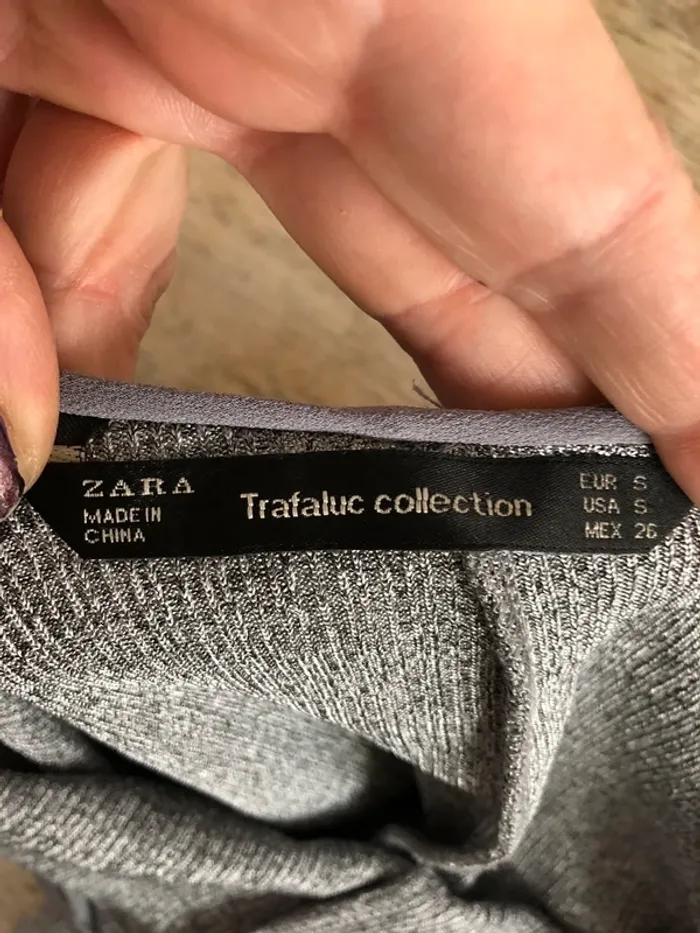 ZARA
MADE IN
CHINA
Trafaluc collection
EUR S
USA S
MEX 26